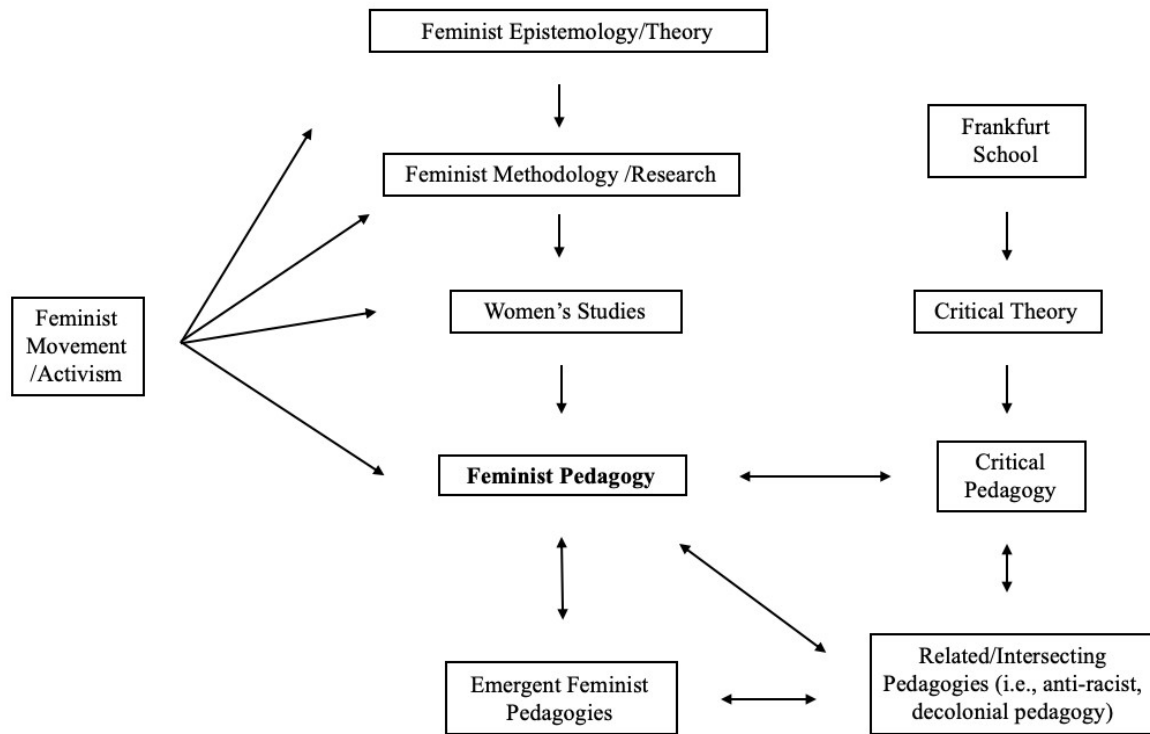 Feminist Epistemology/Theory
Frankfurt
School
Feminist Methodology /Research
Feminist
Movement
/Activism
Women’s Studies
Critical Theory
Feminist Pedagogy
Critical
Pedagogy
Emergent Feminist
Pedagogies
Related/Intersecting
Pedagogies (i.e., anti-racist,
decolonial pedagogy)